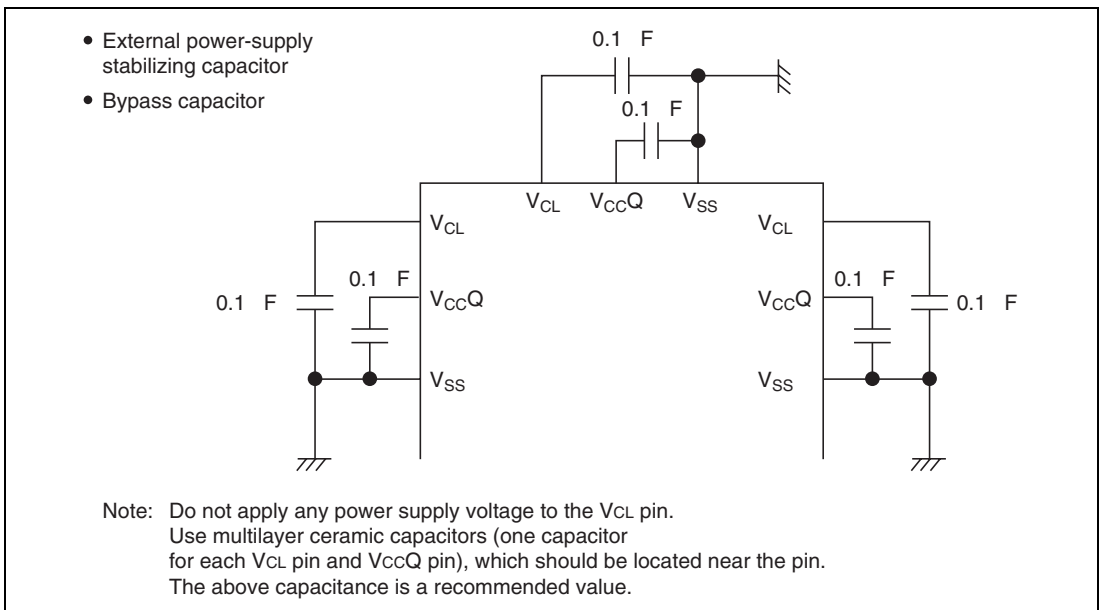 • External power-supply
stabilizing capacitor
• Bypass capacitor
0.1 F
0.1 F
VCL VCCQ VSS
VCL
VCL
0.1 F
0.1 F
0.1 F
VCCQ
VCCQ
0.1 F
VSS
VSS
Note: Do not apply any power supply voltage to the VCL pin.
Use multilayer ceramic capacitors (one capacitor
for each VCL pin and VCCQ pin), which should be located near the pin.
The above capacitance is a recommended value.